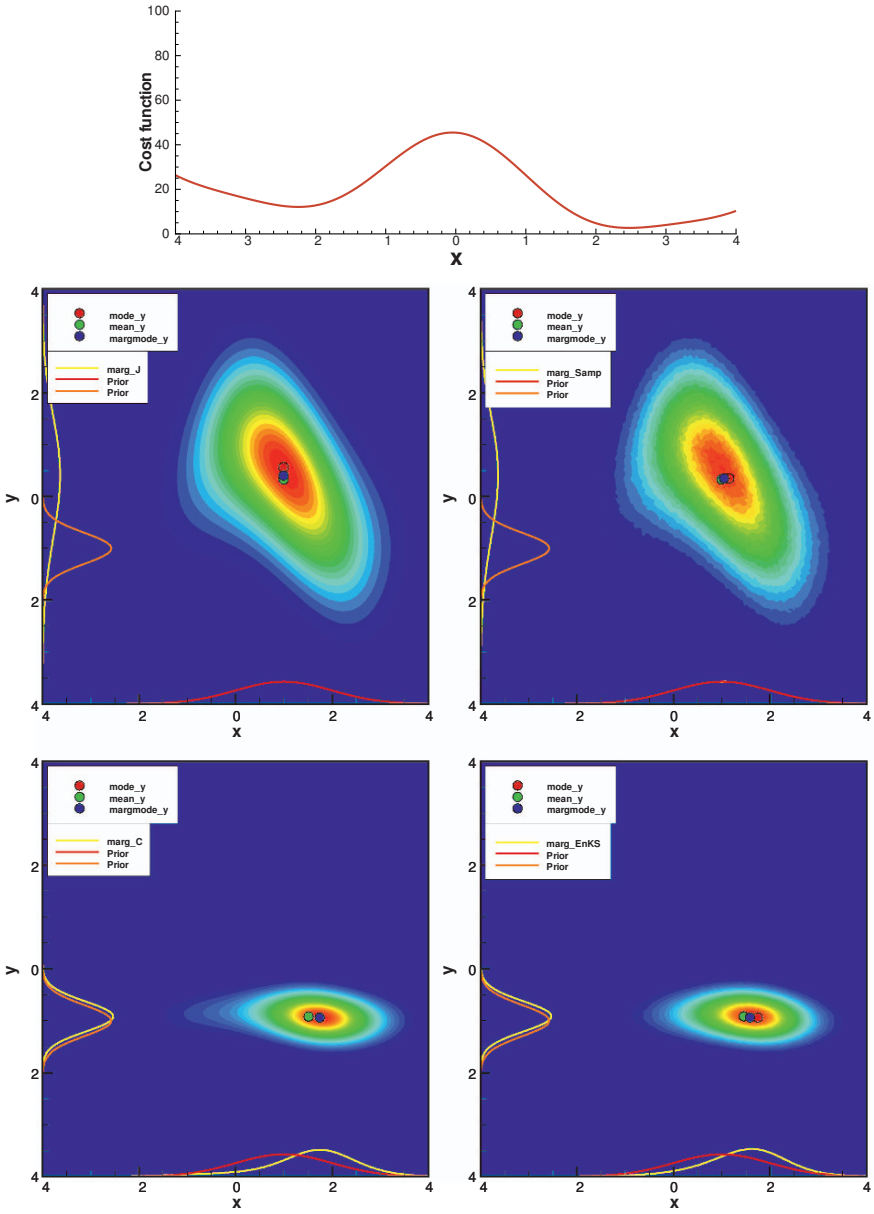 100
80
60
40
20
0
Cost function
4 3 2 1 0 1 2 3 4
x
4 4
mode_y mode_y
mean_y mean_y
margmode_y margmode_y
marg_J marg_Samp
Prior Prior
Prior Prior
2 2
y y
0 0
2 2
4 4
2 0 2 4 4 2 0 2 4
x x
4 4
mode_y mode_y
mean_y mean_y
margmode_y margmode_y
marg_C marg_EnKS
Prior Prior
Prior Prior
2 2
y y
0 0
2 2
4 4
2 0 2 4 4 2 0 2 4
x x